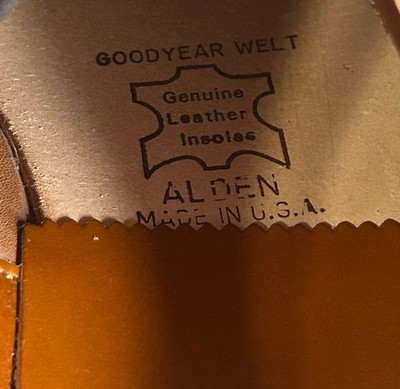 GOODYEAR WELT
Genuine
Leather
Insoles
ALDEN
MADE IN U.S.A.